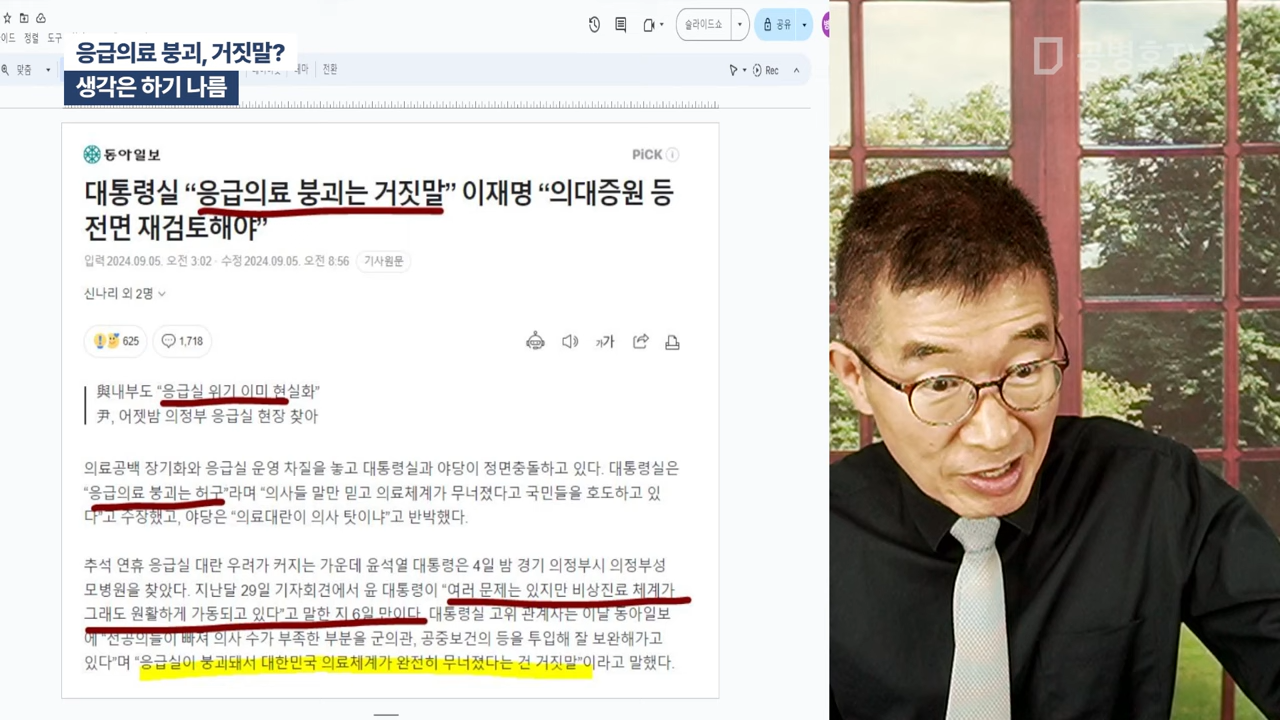 이드 정렬 도구
응급의료 붕괴, 거짓말?
생각은 하기 나름
맞춤
테마
전환
슬라이드쇼
공유
Rec
공병호TV
동아일보
PiCK
대통령실 “응급의료 붕괴는 거짓말” 이재명 “의대증원 등
전면 재검토해야”
입력 2024.09.05. 오전 3:02 · 수정 2024.09.05. 오전 8:56 기사원문
신나리 외 2명
625 1,718
가가
與내부도 “응급실 위기 이미 현실화”
尹, 어젯밤 의정부 응급실 현장 찾아
의료공백 장기화와 응급실 운영 차질을 놓고 대통령실과 야당이 정면충돌하고 있다. 대통령실은
“응급의료 붕괴는 허구”라며 “의사들 말만 믿고 의료체계가 무너졌다고 국민들을 호도하고 있
다”고 주장했고, 야당은 “의료대란이 의사 탓이냐”고 반박했다.
추석 연휴 응급실 대란 우려가 커지는 가운데 윤석열 대통령은 4일 밤 경기 의정부시 의정부성
모병원을 찾았다. 지난달 29일 기자회견에서 윤 대통령이 “여러 문제는 있지만 비상진료 체계가
그래도 원활하게 가동되고 있다”고 말한 지 6일 만이다. 대통령실 고위 관계자는 이날 동아일보
에 “전공의들이 빠져 의사 수가 부족한 부분을 군의관, 공중보건의 등을 투입해 잘 보완해가고
있다”며 “응급실이 붕괴돼서 대한민국 의료체계가 완전히 무너졌다는 건 거짓말”이라고 말했다.